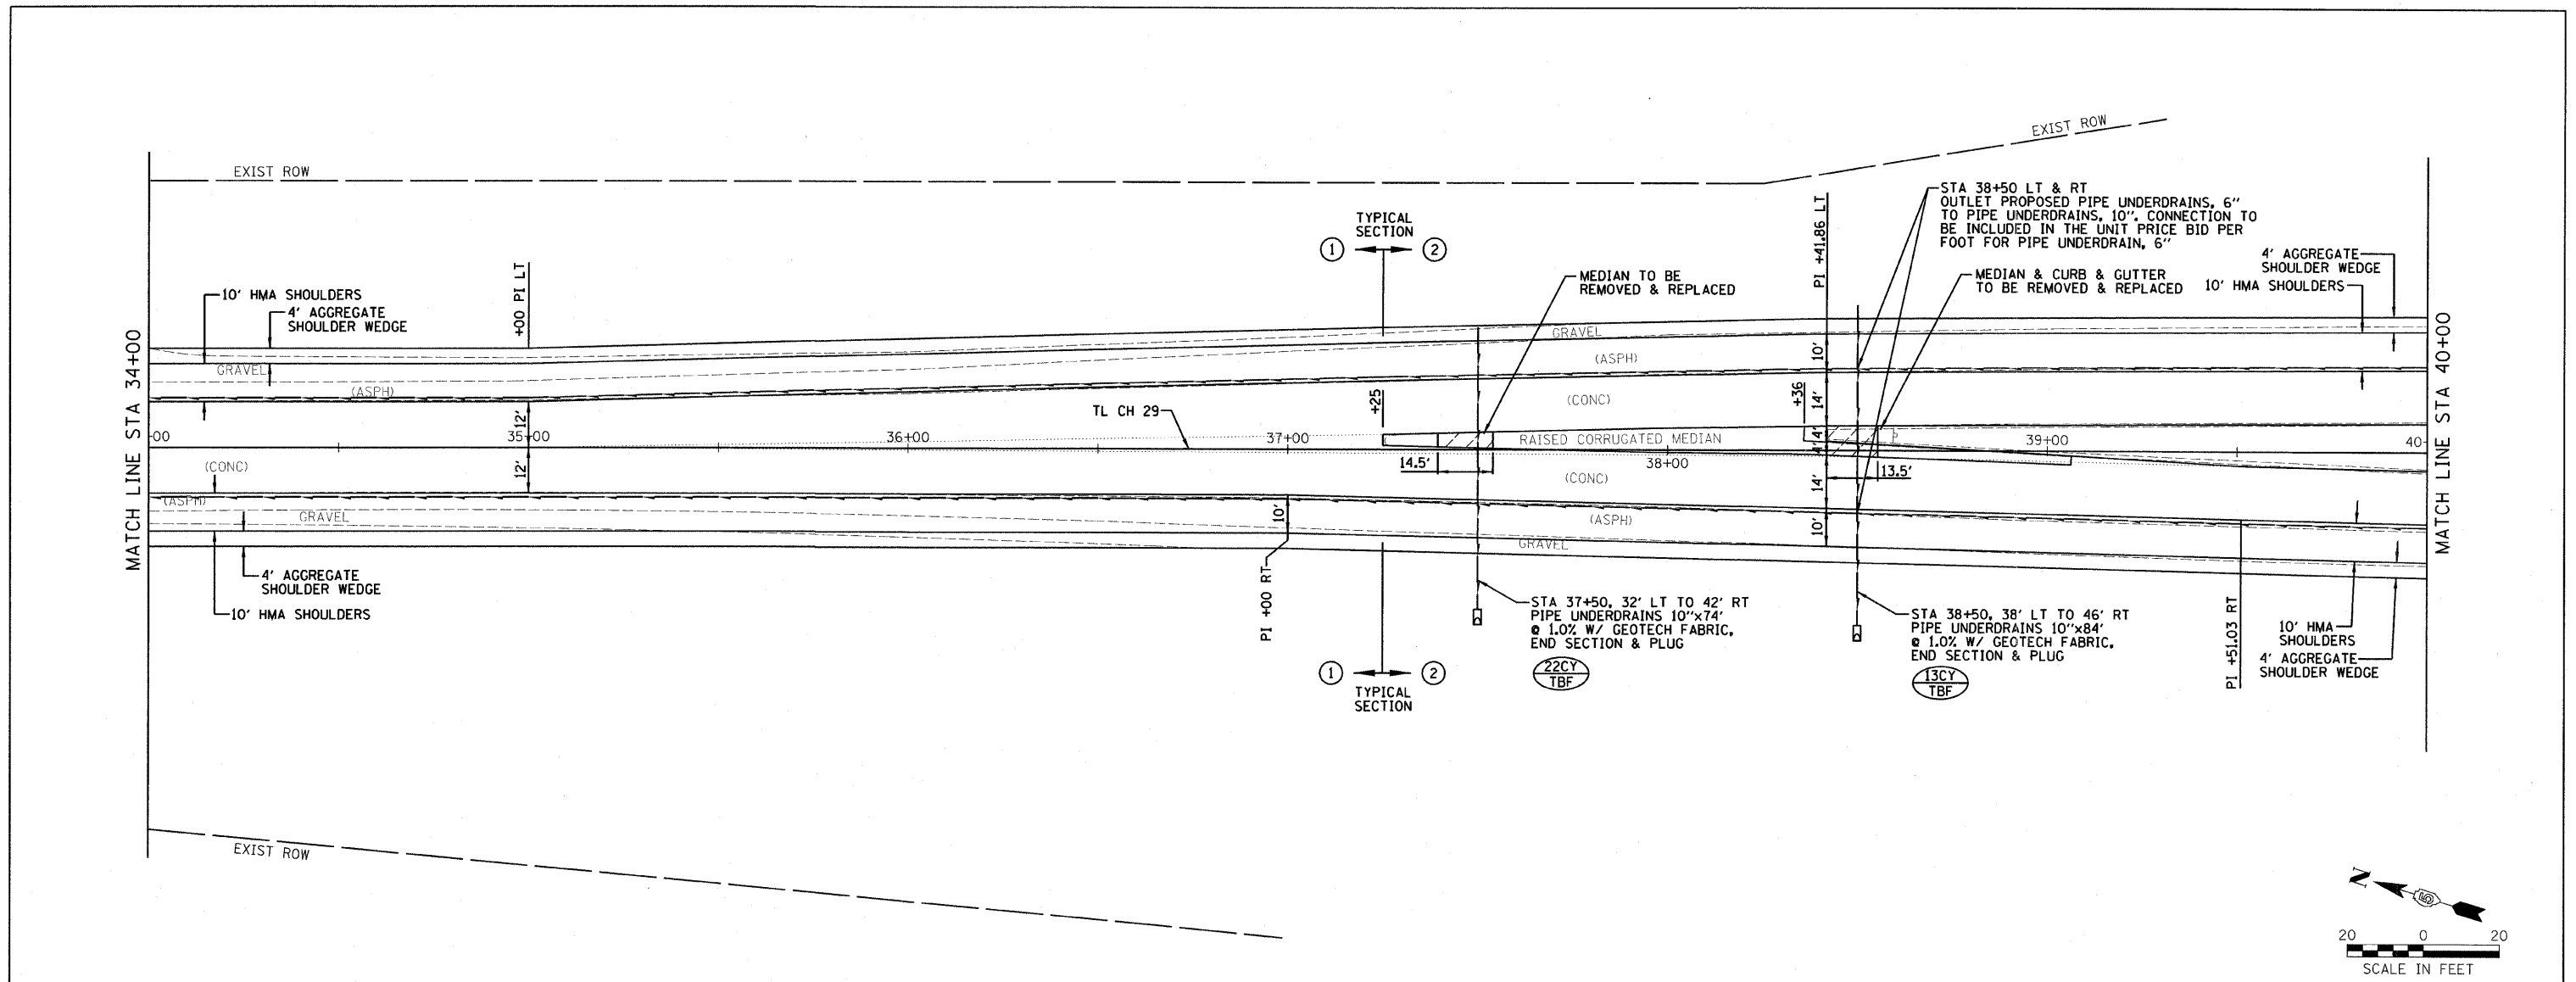 EXIST ROW
EXIST ROW
STA 38+50 LT & RT
OUTLET PROPOSED PIPE UNDERDRAINS, 6"
TO PIPE UNDERDRAINS, 10". CONNECTION TO
BE INCLUDED IN THE UNIT PRICE BID PER
FOOT FOR PIPE UNDERDRAIN, 6"
TYPICAL
SECTION
1 2
PI +41.86 LT
+00 PI LT
MEDIAN TO BE
REMOVED & REPLACED
MEDIAN & CURB & GUTTER
TO BE REMOVED & REPLACED
4' AGGREGATE
SHOULDER WEDGE
10' HMA SHOULDERS
10' HMA SHOULDERS
4' AGGREGATE
SHOULDER WEDGE
MATCH LINE STA 34+00
MATCH LINE STA 40+00
GRAVEL
GRAVEL
(ASPH)
10'
(ASPH)
(CONC)
+25
+36
14'
TL CH 29
12'
00
35+00
36+00
37+00
RAISED CORRUGATED MEDIAN
4'
4'
39+00
40
12'
(CONC)
14.5'
38+00
13.5'
(CONC)
14'
(ASPH)
GRAVEL
10'
(ASPH)
10'
GRAVEL
PI +00 RT
4' AGGREGATE
SHOULDER WEDGE
10' HMA SHOULDERS
STA 37+50, 32' LT TO 42' RT
PIPE UNDERDRAINS 10"x74'
@ 1.0% W/ GEOTECH FABRIC,
END SECTION & PLUG
22CY
TBF
STA 38+50, 38' LT TO 46' RT
PIPE UNDERDRAINS 10"x84'
@ 1.0% W/ GEOTECH FABRIC,
END SECTION & PLUG
13CY
TBF
PI +51.03 RT
10' HMA
SHOULDERS
4' AGGREGATE
SHOULDER WEDGE
1 2
TYPICAL
SECTION
EXIST ROW
N
20 0 20
SCALE IN FEET